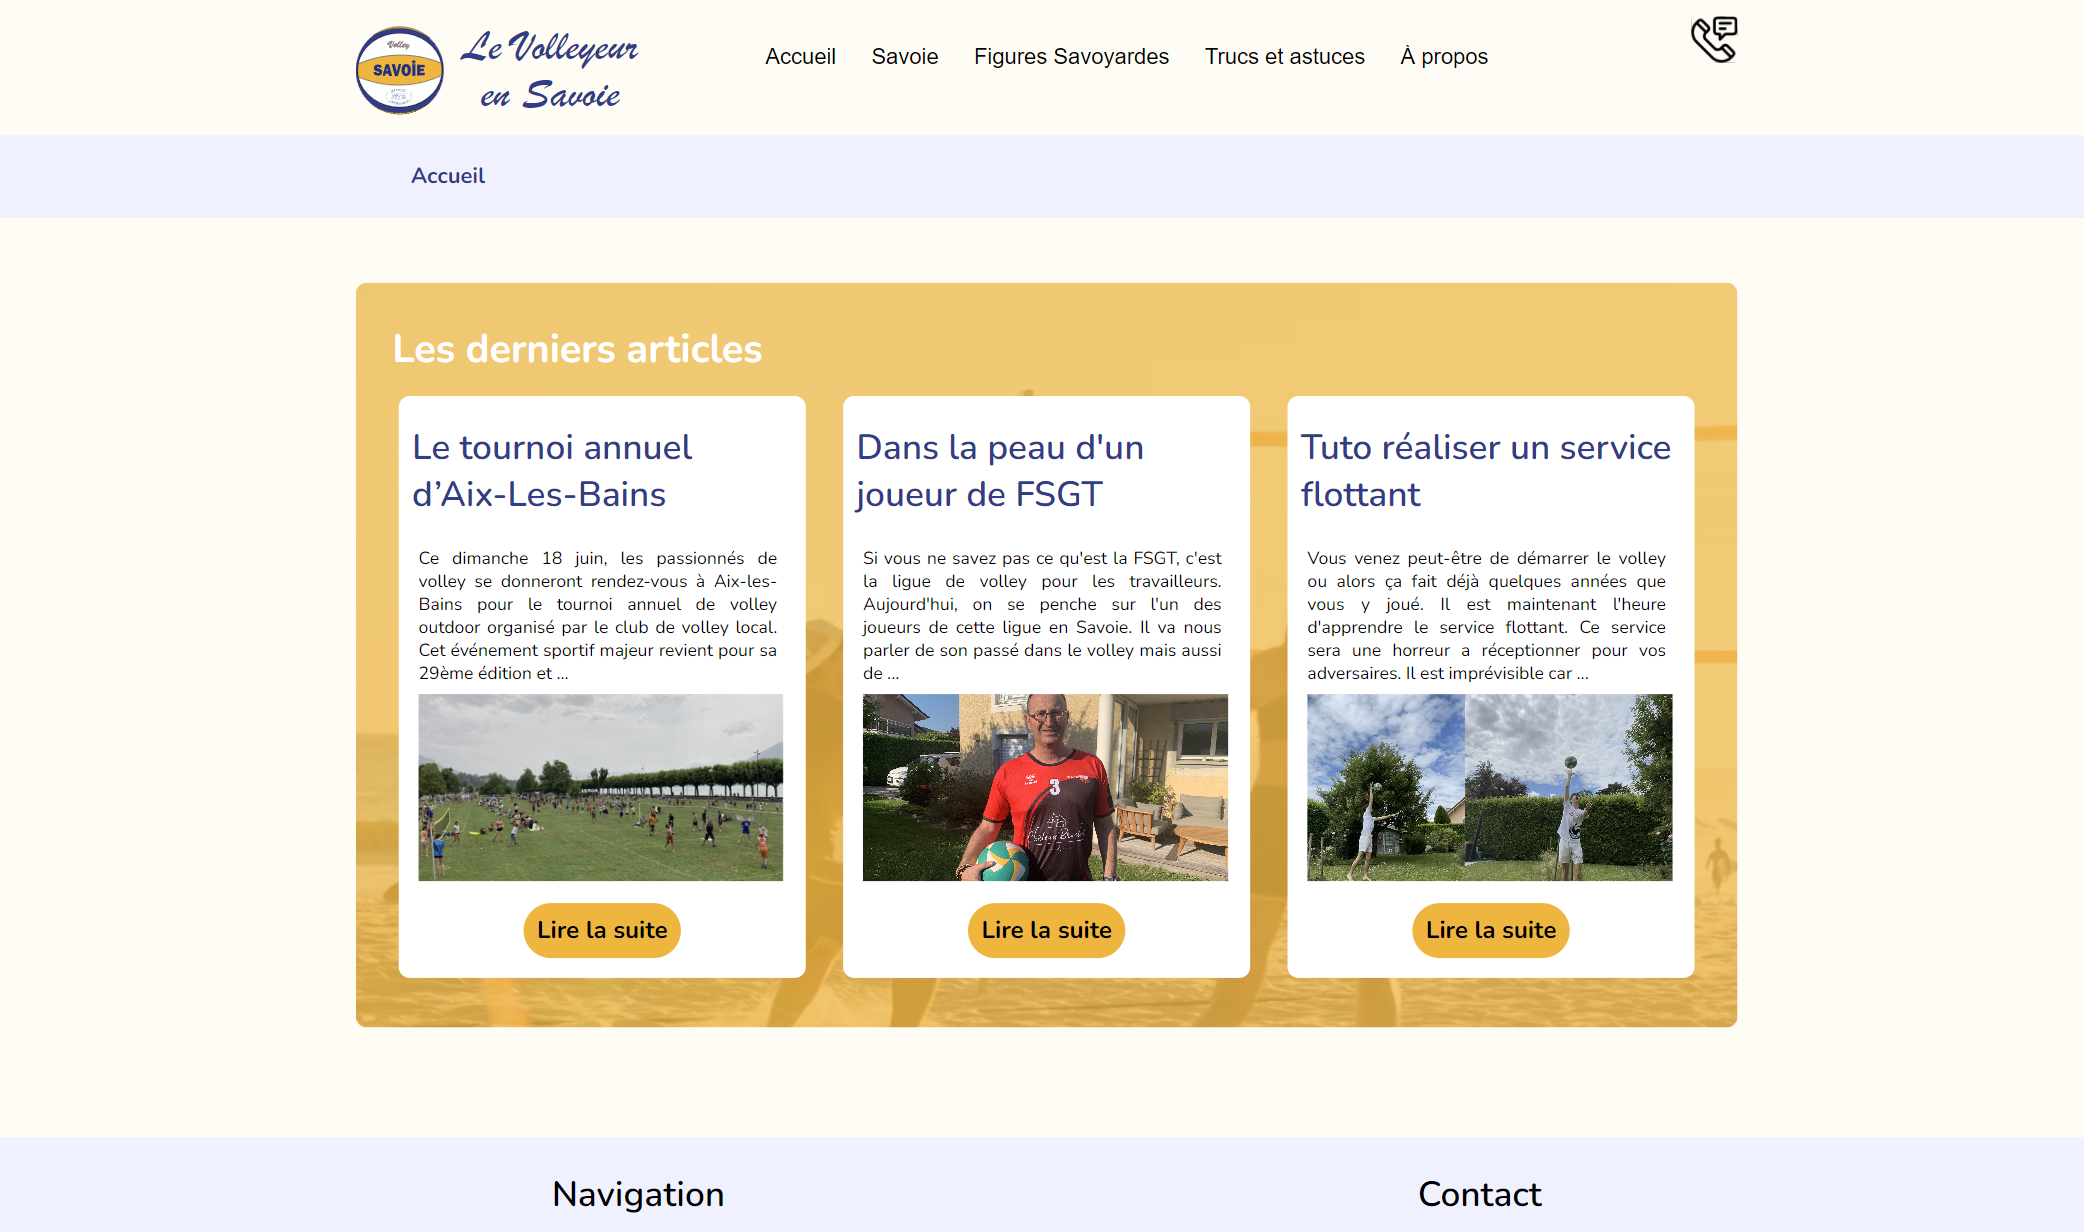 Volley
SAVOIE
Le Volleyeur
en Savoie
Accueil
Savoie
Figures Savoyardes
Trucs et astuces
À propos
Accueil
Les derniers articles
Le tournoi annuel
d’Aix-Les-Bains
Ce dimanche 18 juin, les passionnés de
volley se donneront rendez-vous à Aix-les-
Bains pour le tournoi annuel de volley
outdoor organisé par le club de volley local.
Cet événement sportif majeur revient pour sa
29ème édition et ...
Lire la suite
Dans la peau d'un
joueur de FSGT
Si vous ne savez pas ce qu'est la FSGT, c'est
la ligue de volley pour les travailleurs.
Aujourd'hui, on se penche sur l'un des
joueurs de cette ligue en Savoie. Il va nous
parler de son passé dans le volley mais aussi
de ...
3
Lire la suite
Tuto réaliser un service
flottant
Vous venez peut-être de démarrer le volley
ou alors ça fait déjà quelques années que
vous y joué. Il est maintenant l'heure
d'apprendre le service flottant. Ce service
sera une horreur a réceptionner pour vos
adversaires. Il est imprévisible car ...
Lire la suite
Navigation
Contact